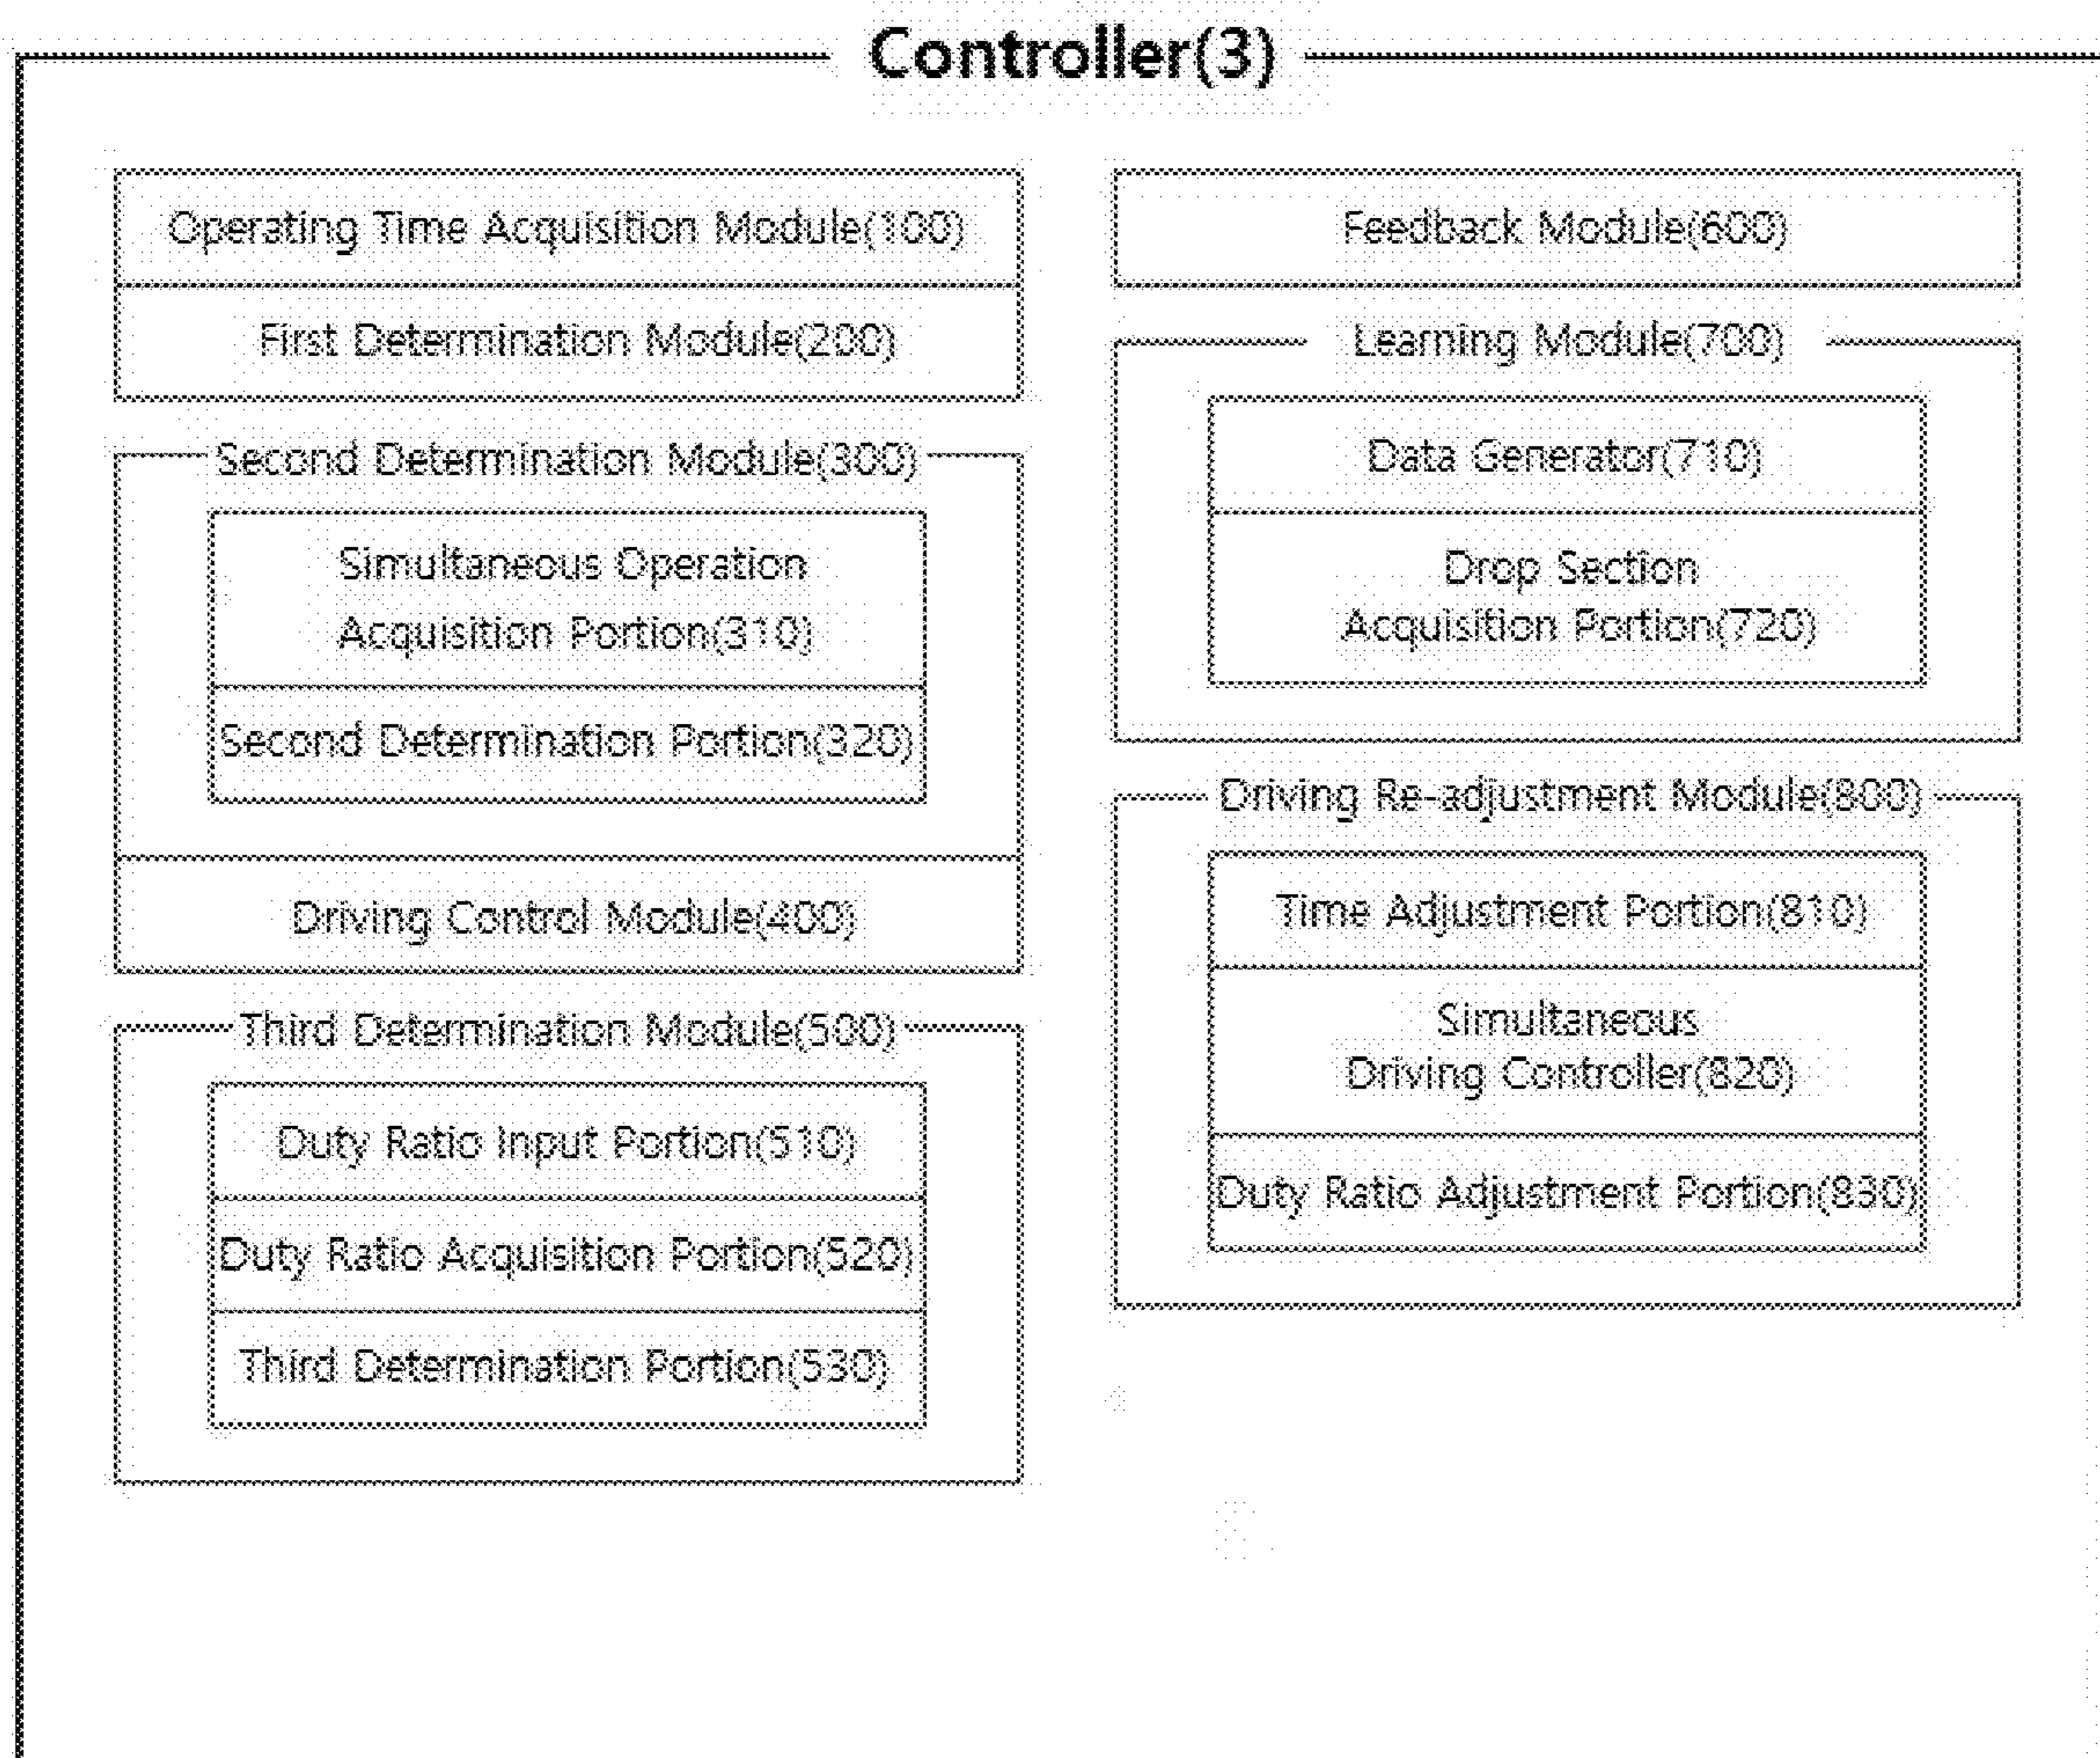 Controller(3)
Operating Time Acquisition Module(100)
First Determination Module(200)
Second Determination Module(300)
Simultaneous Operation
Acquisition Portion(310)
Second Determination Portion(320)
Driving Control Module(400)
Third Determination Module(500)
Duty Ratio Input Portion(510)
Duty Ratio Acquisition Portion(520)
Third Determination Portion(530)
Feedback Module(600)
Learning Module(700)
Data Generator(710)
Drop Section
Acquisition Portion(720)
Driving Re-adjustment Module(800)
Time Adjustment Portion(810)
Simultaneous
Driving Controller(820)
Duty Ratio Adjustment Portion(830)